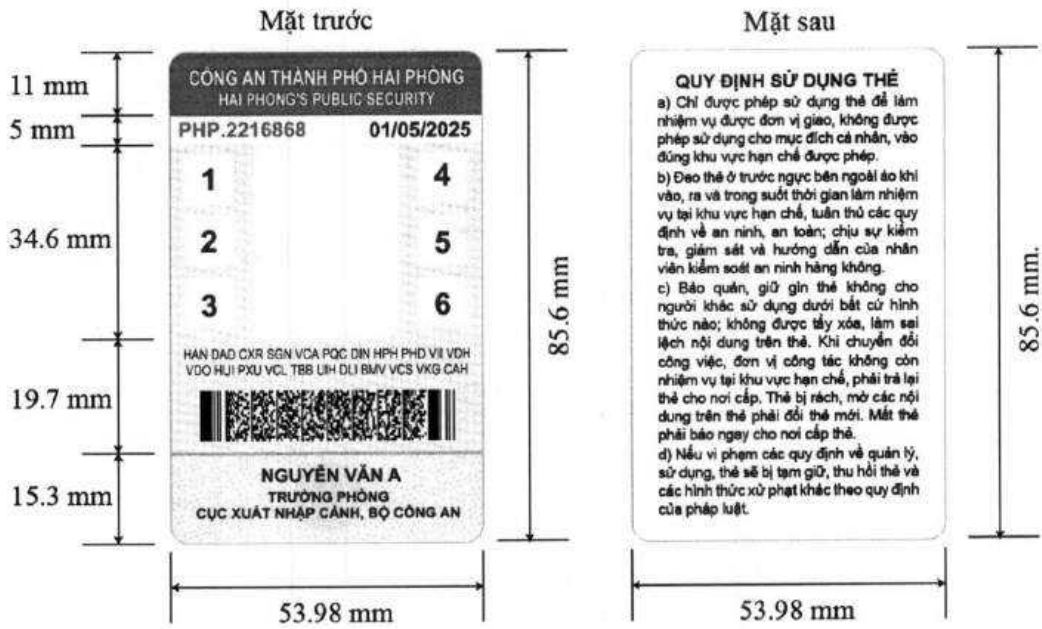 Mặt trước
11 mm
5 mm
34.6 mm
19.7 mm
15.3 mm
CÔNG AN THÀNH PHỐ HẢI PHÒNG
HAI PHONG'S PUBLIC SECURITY
PHP.2216868 01/05/2025
1 4
2 5
3 6
HAN DAD CXR SGN VCA PQC DIN HPH PHD VII VDH
VDO HUI PXU VCL TBB UIH DLI BMV VCS VKG CAH
NGUYỄN VĂN A
TRƯỞNG PHÒNG
CỤC XUẤT NHẬP CẢNH, BỘ CÔNG AN
85.6 mm
53.98 mm
Mặt sau
QUY ĐỊNH SỬ DỤNG THẺ
a) Chỉ được phép sử dụng thẻ để làm
nhiệm vụ được đơn vị giao, không được
phép sử dụng cho mục đích cá nhân, vào
đúng khu vực hạn chế được phép.
b) Đeo thẻ ở trước ngực bên ngoài áo khi
vào, ra và trong suốt thời gian làm nhiệm
vụ tại khu vực hạn chế, tuân thủ các quy
định về an ninh, an toàn; chịu sự kiểm
tra, giám sát và hướng dẫn của nhân
viên kiểm soát an ninh hàng không.
c) Bảo quản, giữ gìn thẻ không cho
người khác sử dụng dưới bất cứ hình
thức nào; không được tẩy xóa, làm sai
lệch nội dung trên thẻ. Khi chuyển đổi
công việc, đơn vị công tác không còn
nhiệm vụ tại khu vực hạn chế, phải trả lại
thẻ cho nơi cấp. Thẻ bị rách, mờ các nội
dung trên thẻ phải đổi thẻ mới. Mất thẻ
phải báo ngay cho nơi cấp thẻ.
d) Nếu vi phạm các quy định về quản lý,
sử dụng, thẻ sẽ bị tạm giữ, thu hồi thẻ và
các hình thức xử phạt khác theo quy định
của pháp luật.
85.6 mm.
53.98 mm